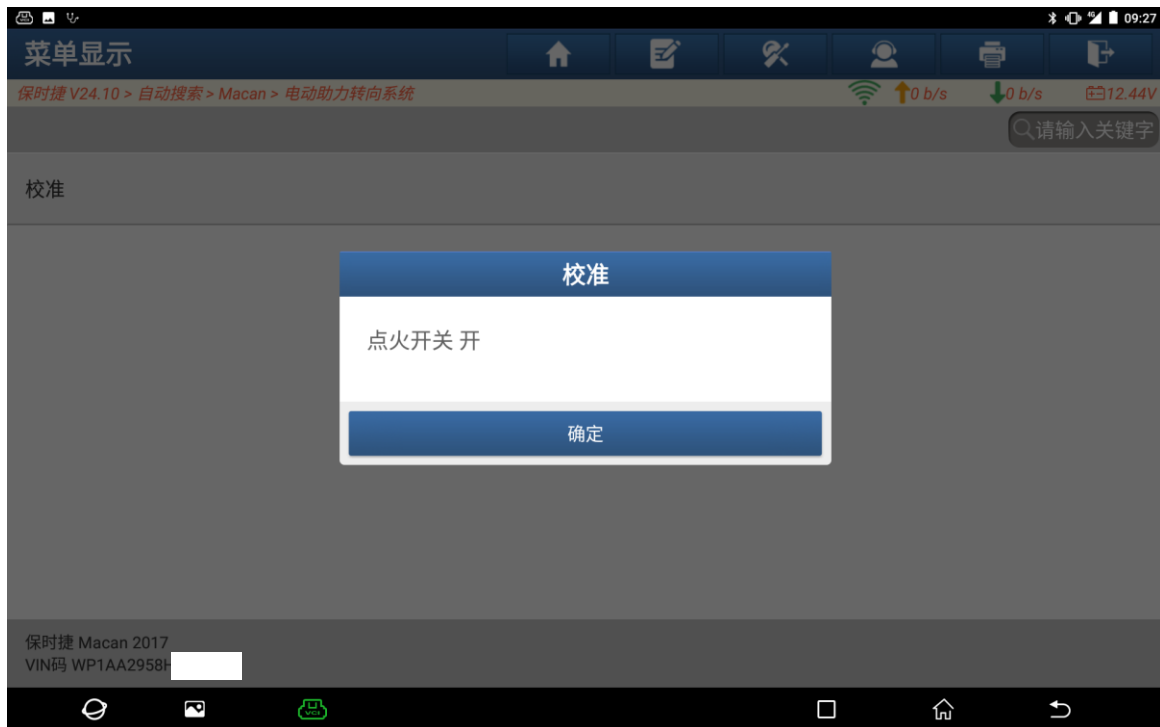 09:27
菜单显示
保时捷 V24.10 > 自动搜索 > Macan > 电动助力转向系统 0 b/s 0 b/s 12.44V
请输入关键字
校准
校准
点火开关 开
确定
保时捷 Macan 2017
VIN码 WP1AA2958H